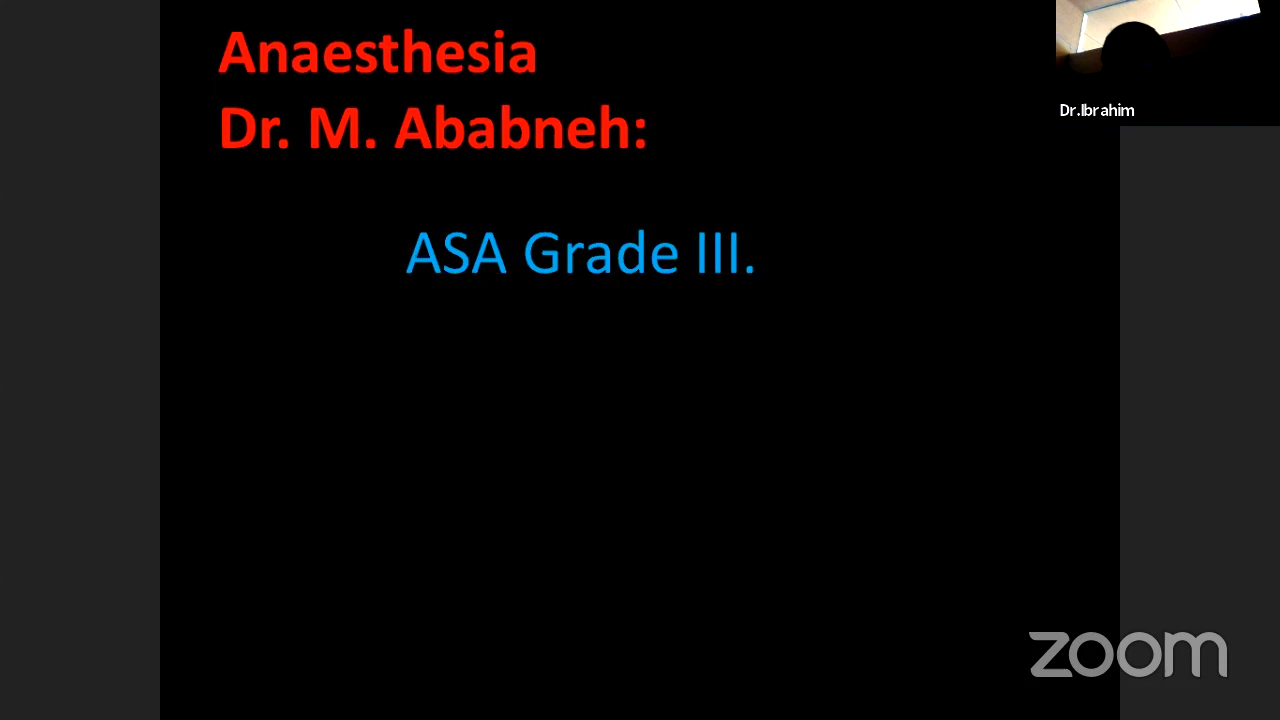 Anaesthesia
Dr. M. Ababneh:
Dr.Ibrahim
ASA Grade III.
zoom